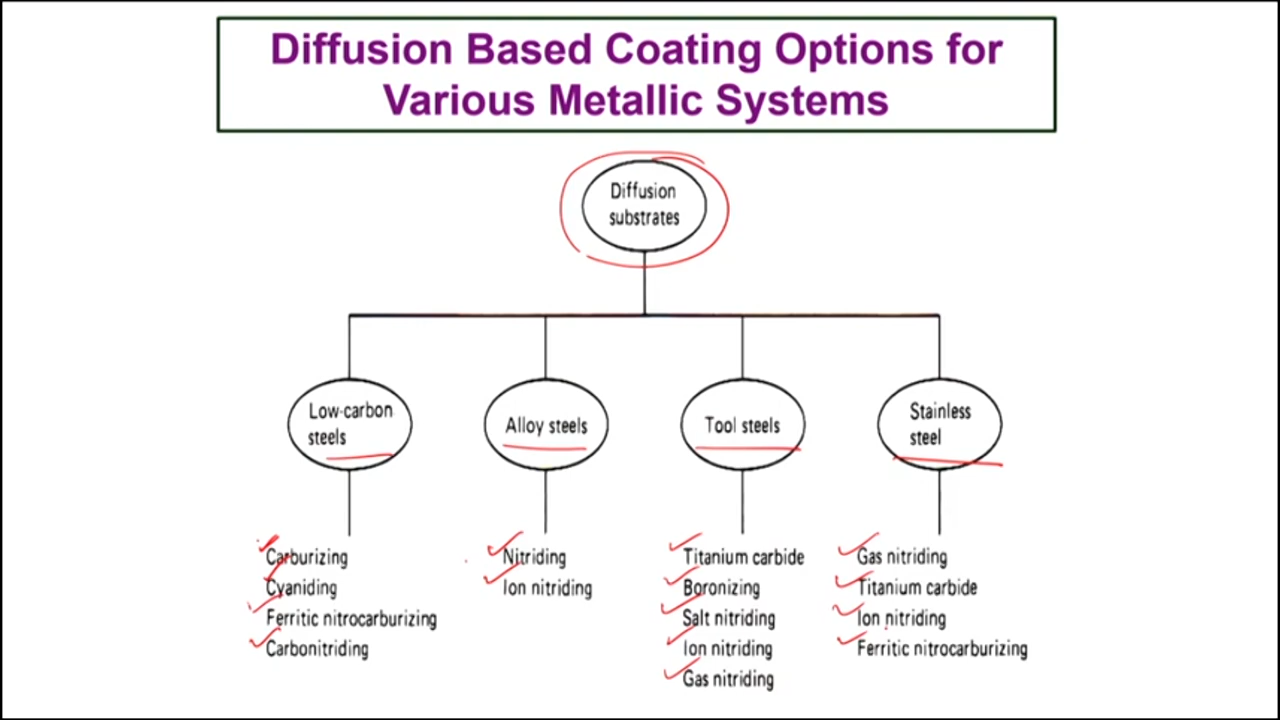 Diffusion Based Coating Options for
Various Metallic Systems
Diffusion
substrates
Low-carbon
steels
Alloy steels
Tool steels
Stainless
steel
Carburizing
Cyaniding
Ferritic nitrocarburizing
Carbonitriding
Nitriding
Ion nitriding
Titanium carbide
Boronizing
Salt nitriding
Ion nitriding
Gas nitriding
Gas nitriding
Titanium carbide
Ion nitriding
Ferritic nitrocarburizing